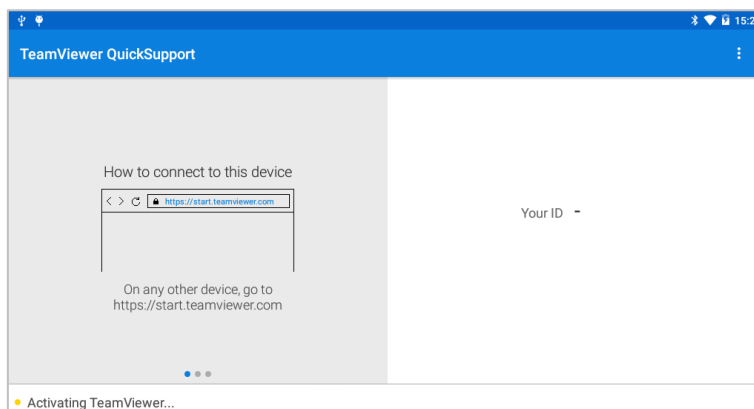 15:2
TeamViewer QuickSupport
How to connect to this device
https://start.teamviewer.com
On any other device, go to
https://start.teamviewer.com
Your ID -
Activating TeamViewer...